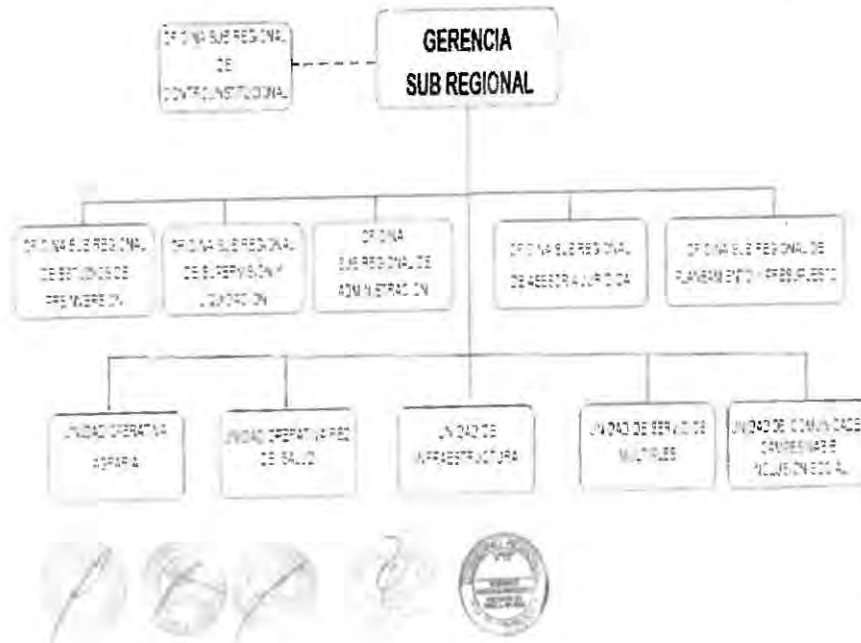 OFICINA SUB REGIONAL
DE
CONTROL INSTITUCIONAL
GERENCIA
SUB REGIONAL
OFICINA SUB REGIONAL
DE ESTUDIOS DE
PREINVERSION
OFICINA SUB REGIONAL
DE SUPERVISION Y
LIQUIDACION
OFICINA
SUB REGIONAL DE
ADMINISTRACION
OFICINA SUB REGIONAL
DE ASESORIA JURIDICA
OFICINA SUB REGIONAL DE
PLANEAMIENTO Y PRESUPUESTO
UNIDAD OPERATIVA
AGRARIA
UNIDAD OPERATIVA RED
DE SALUD
UNIDAD DE
INFRAESTRUCTURA
UNIDAD DE SERVICIO DE
MULTIPLES
UNIDAD DE COMUNIDADE
CAMPESINAS E
INCLUSION SOCIAL